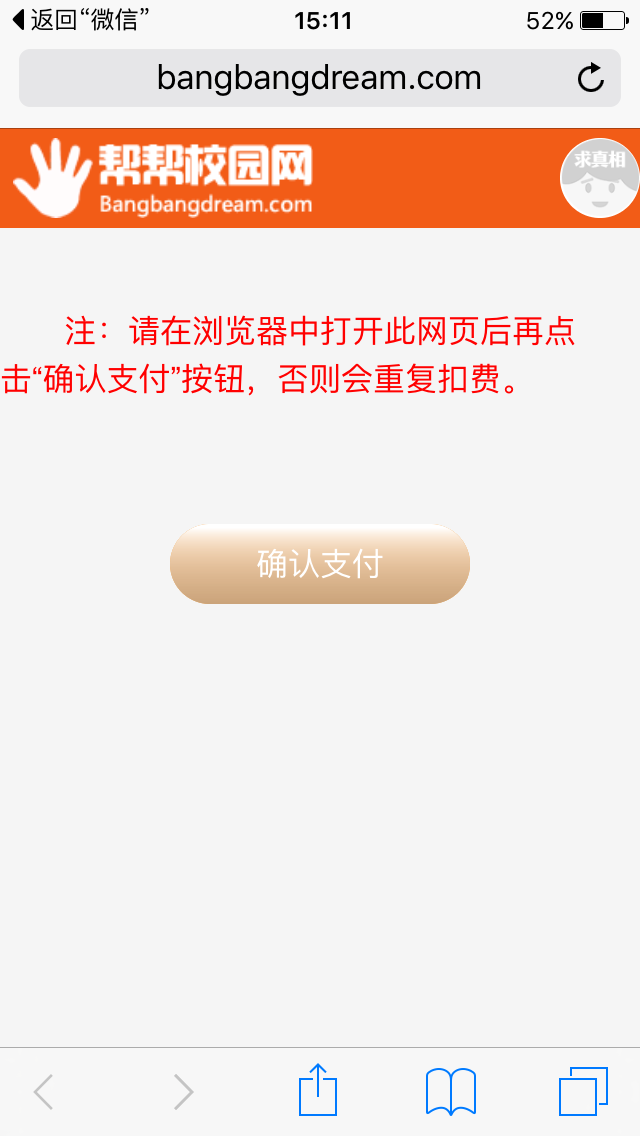 返回“微信”
15:11
52%
bangbangdream.com
帮帮校园网
Bangbangdream.com
求真相
注：请在浏览器中打开此网页后再点
击“确认支付”按钮，否则会重复扣费。
确认支付